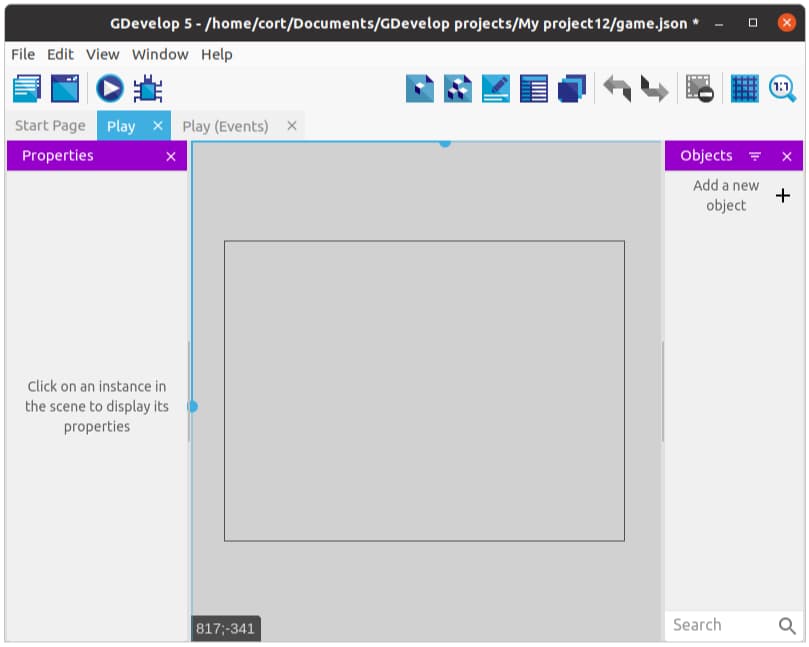 GDevelop 5 - /home/cort/Documents/GDevelop projects/My project12/game.json *
File Edit View Window Help
1:1
Start Page Play Play (Events)
Properties
Objects
Add a new
object
Click on an instance in
the scene to display its
properties
817;-341
Search